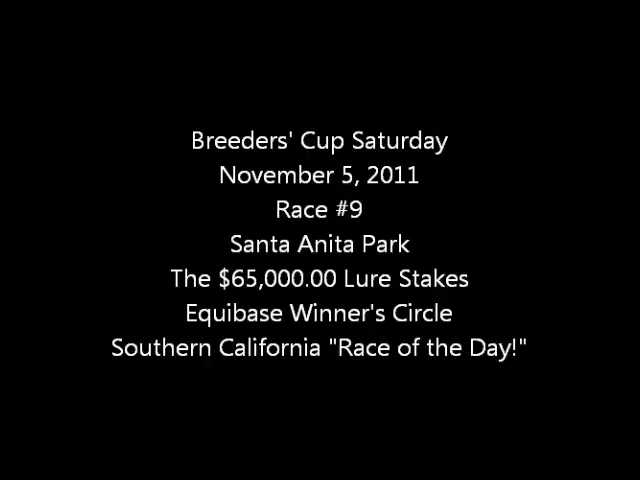 Breeders' Cup Saturday
November 5, 2011
Race #9
Santa Anita Park
The $65,000.00 Lure Stakes
Equibase Winner's Circle
Southern California "Race of the Day!"